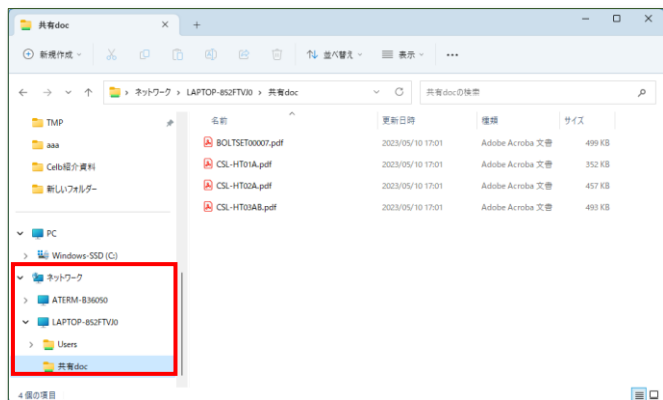 共有doc
新規作成
並べ替え
表示
ネットワーク > LAPTOP-8S2FTVJ0 > 共有doc
共有docの検索
TMP
aaa
Celb紹介資料
新しいフォルダー
PC
Windows-SSD (C:)
ネットワーク
ATERM-B36050
LAPTOP-8S2FTVJ0
Users
共有doc
名前 更新日時 種類 サイズ
BOLTSET00007.pdf 2023/05/10 17:01 Adobe Acroba 文書 499 KB
CSL-HT01A.pdf 2023/05/10 17:01 Adobe Acroba 文書 352 KB
CSL-HT02A.pdf 2023/05/10 17:01 Adobe Acroba 文書 457 KB
CSL-HT03AB.pdf 2023/05/10 17:01 Adobe Acroba 文書 493 KB
4 個の項目